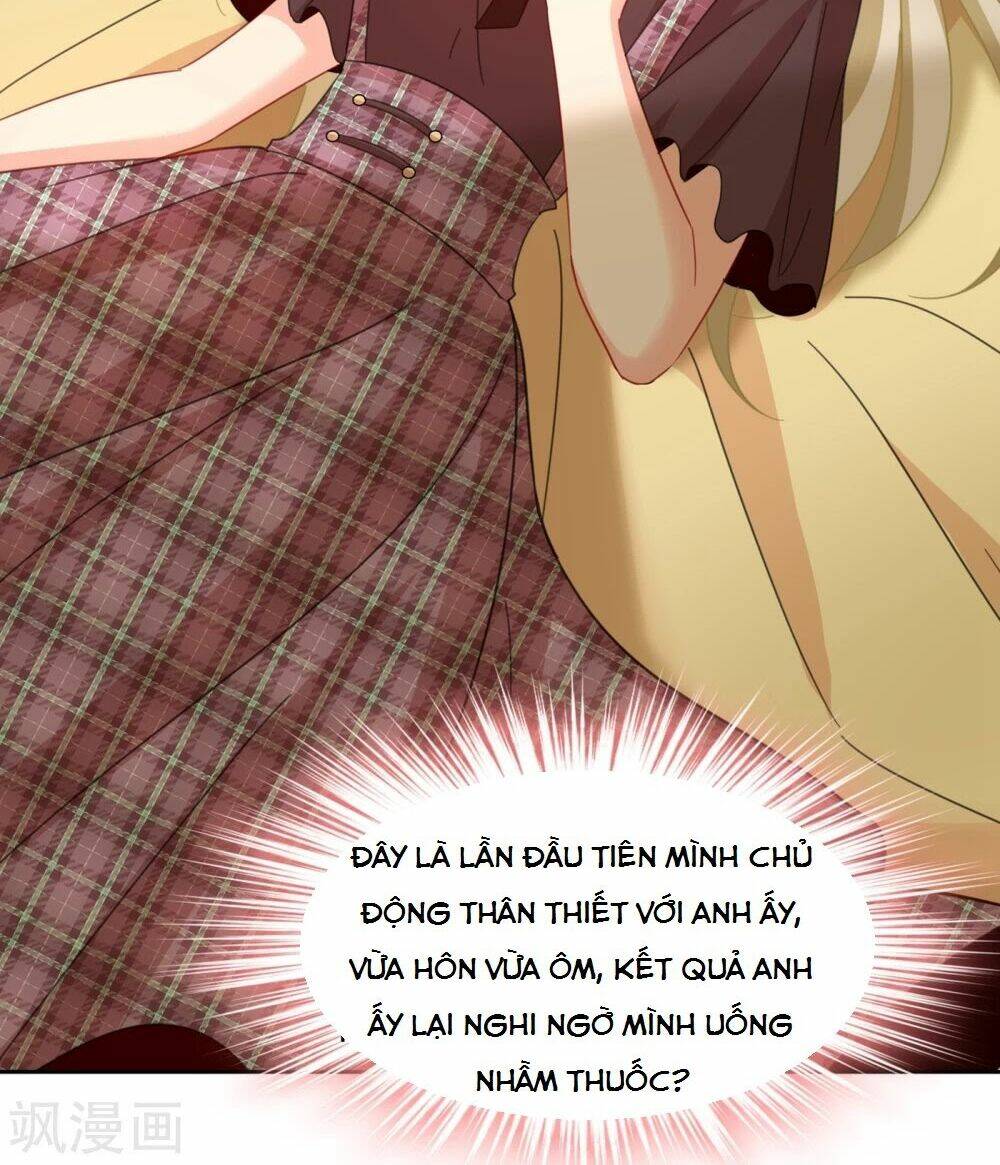 ĐÂY LÀ LẦN ĐẦU TIÊN MÌNH CHỦ
ĐỘNG THÂN THIẾT VỚI ANH ẤY,
VỪA HÔN VỪA ÔM, KẾT QUẢ ANH
ẤY LẠI NGHI NGỜ MÌNH UỐNG
NHẦM THUỐC?
飒漫画